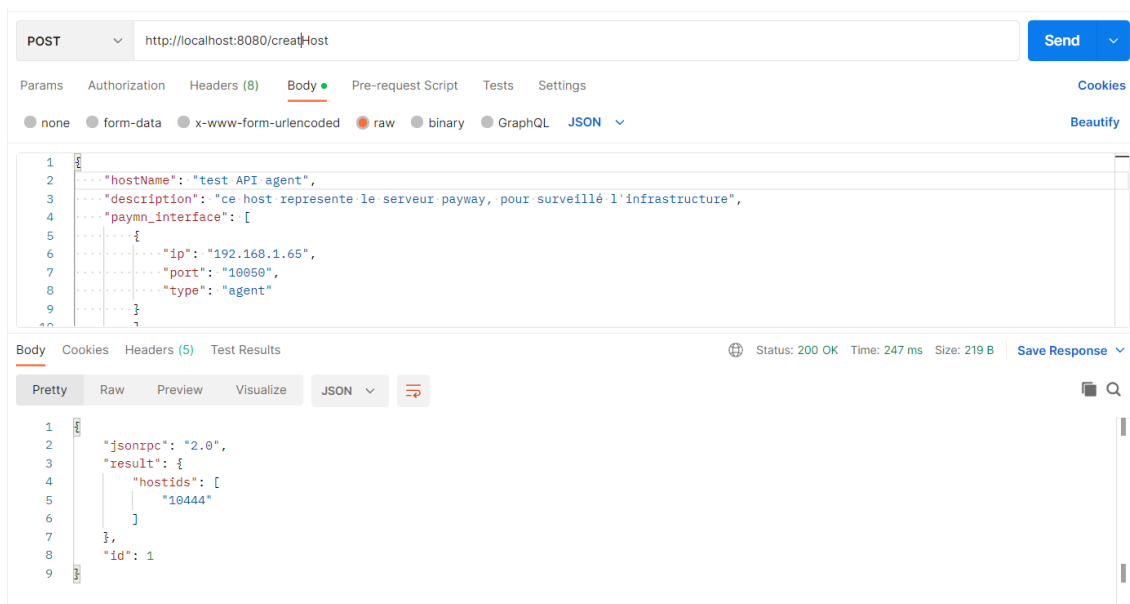 POST http://localhost:8080/creatHost Send
Params Authorization Headers (8) Body Pre-request Script Tests Settings Cookies
none form-data x-www-form-urlencoded raw binary GraphQL JSON Beautify
1 {
2 "hostName": "test API agent",
3 "description": "ce host represente le serveur payway, pour surveillé l'infrastructure",
4 "paymn_interface": [
5 {
6 "ip": "192.168.1.65",
7 "port": "10050",
8 "type": "agent"
9 }
10 ]
Body Cookies Headers (5) Test Results Status: 200 OK Time: 247 ms Size: 219 B Save Response
Pretty Raw Preview Visualize JSON
1 {
2 "jsonrpc": "2.0",
3 "result": {
4 "hostids": [
5 "10444"
6 ]
7 },
8 "id": 1
9 }